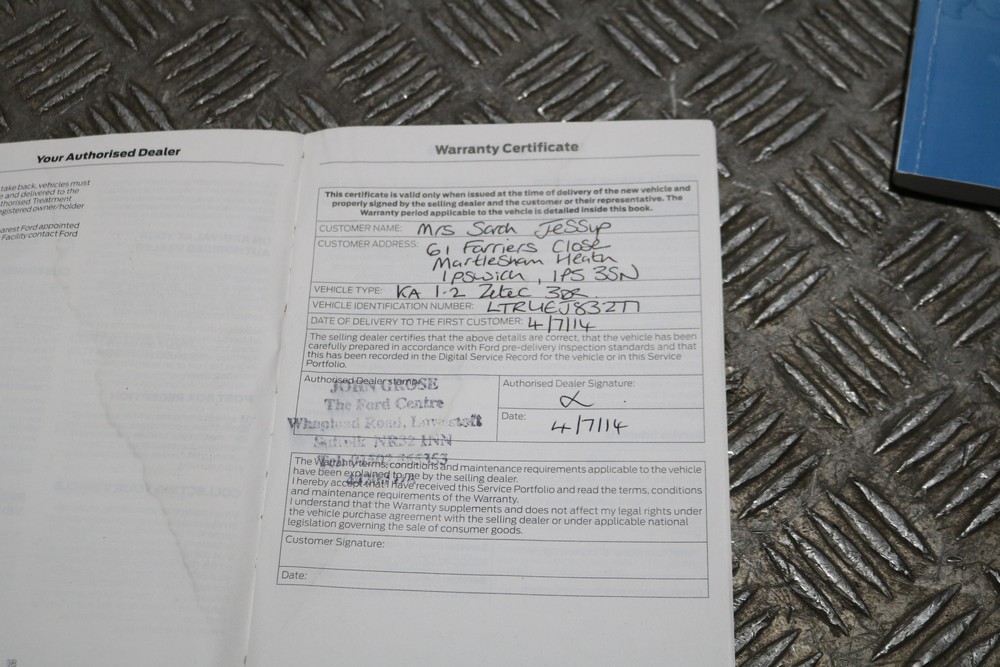 Your Authorised Dealer
take back, vehicles must
and delivered to the
Authorised Treatment
registered owner/holder
nearest Ford appointed
Facility contact Ford
Warranty Certificate
This certificate is valid only when issued at the time of delivery of the new vehicle and
properly signed by the selling dealer and the customer or their representative. The
Warranty period applicable to the vehicle is detailed inside this book.
CUSTOMER NAME: Mrs Sarah Jessup
CUSTOMER ADDRESS: 61 Farriers Close
Martlesham Heath
Ipswich, IP5 3SN
VEHICLE TYPE: KA 1.2 Zetec 3DR
VEHICLE IDENTIFICATION NUMBER:
DATE OF DELIVERY TO THE FIRST CUSTOMER: 4/7/14
The selling dealer certifies that the above details are correct, that the vehicle has been
carefully prepared in accordance with Ford pre-delivery inspection standards and that
this has been recorded in the Digital Service Record for the vehicle or in this Service
Portfolio.
Authorised Dealer stamp:
JOHN GROSE
The Ford Centre
Whapload Road, Lowestoft
Suffolk NR32 1NN
Authorised Dealer Signature:
Date: 4/7/14
The Warranty terms, conditions and maintenance requirements applicable to the vehicle
have been explained to me by the selling dealer.
I hereby accept that I have received this Service Portfolio and read the terms, conditions
and maintenance requirements of the Warranty.
I understand that the Warranty supplements and does not affect my legal rights under
the vehicle purchase agreement with the selling dealer or under applicable national
legislation governing the sale of consumer goods.
Customer Signature:
Date: